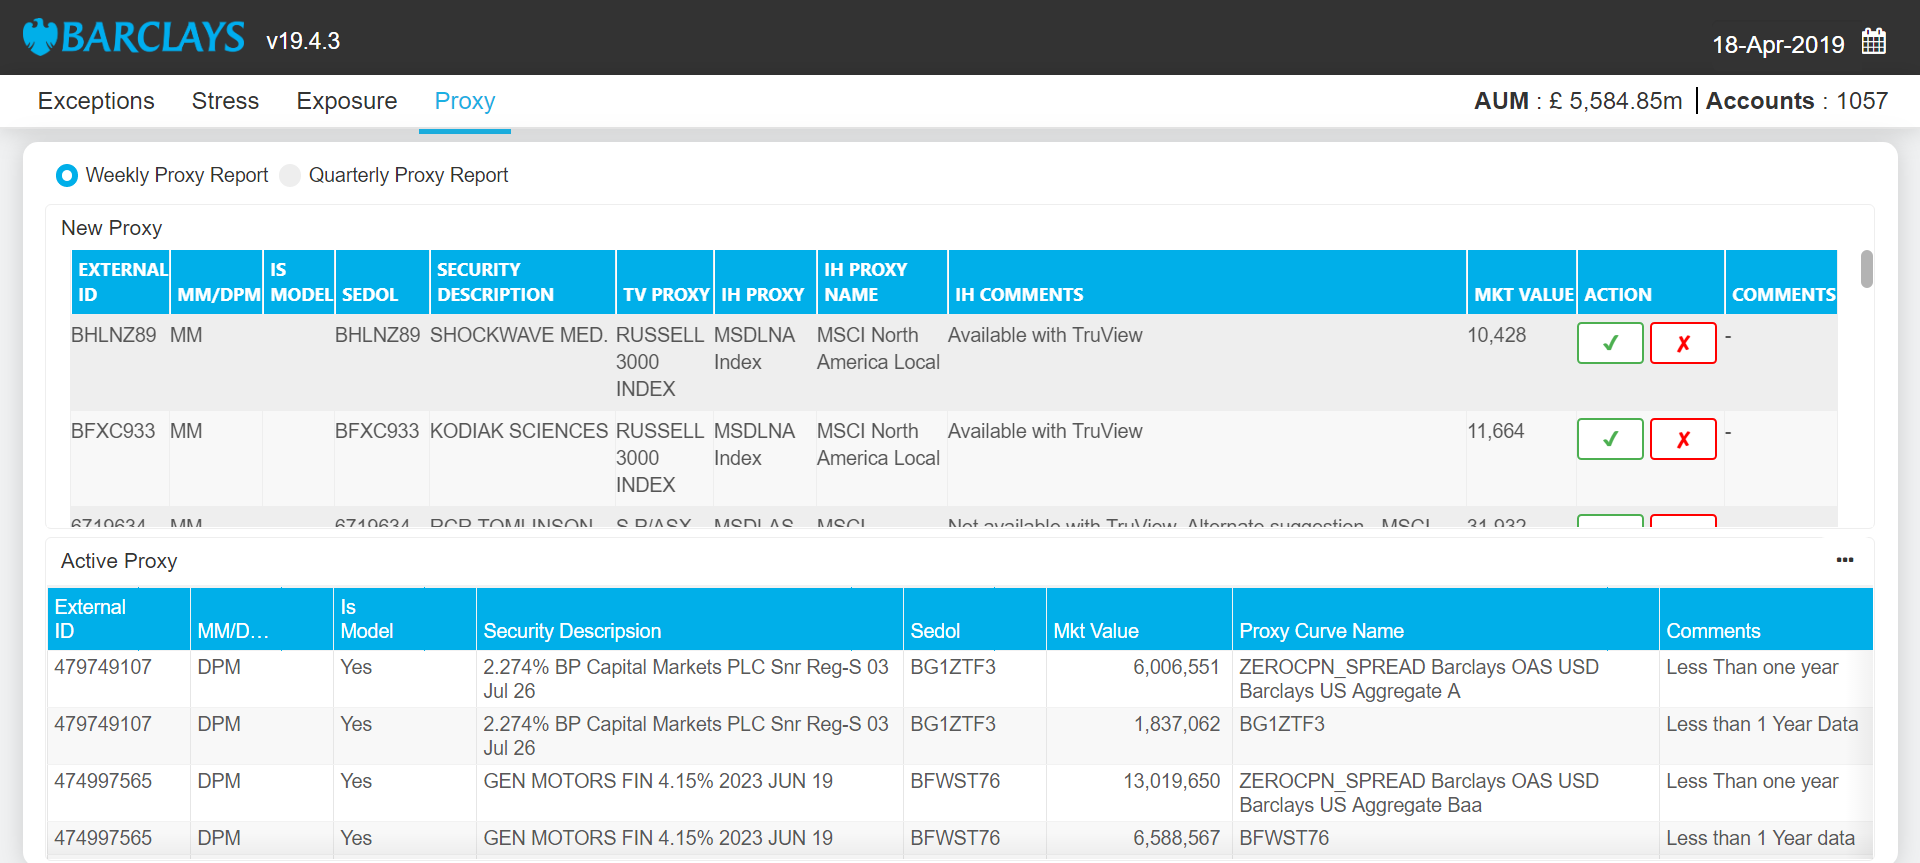 BARCLAYS v19.4.3
18-Apr-2019
Exceptions Stress Exposure Proxy
AUM : £ 5,584.85m | Accounts : 1057
Weekly Proxy Report Quarterly Proxy Report
New Proxy
EXTERNAL ID MM/DPM IS MODEL SEDOL SECURITY DESCRIPTION TV PROXY IH PROXY IH PROXY NAME IH COMMENTS MKT VALUE ACTION COMMENTS
BHLNZ89 MM BHLNZ89 SHOCKWAVE MED. RUSSELL 3000 INDEX MSDLNA Index MSCI North America Local Available with TruView 10,428 ✓ ✗ -
BFXC933 MM BFXC933 KODIAK SCIENCES RUSSELL 3000 INDEX MSDLNA Index MSCI North America Local Available with TruView 11,664 ✓ ✗ -
6719634 MM 6719634 RCR TOMLINSON S P/ASX MSDLAS MSCI Not available with TruView. Alternate suggestion - MSCI 31,932
Active Proxy ...
External ID MM/D... Is Model Security Descripsion Sedol Mkt Value Proxy Curve Name Comments
479749107 DPM Yes 2.274% BP Capital Markets PLC Snr Reg-S 03 Jul 26 BG1ZTF3 6,006,551 ZEROCPN_SPREAD Barclays OAS USD Barclays US Aggregate A Less Than one year
479749107 DPM Yes 2.274% BP Capital Markets PLC Snr Reg-S 03 Jul 26 BG1ZTF3 1,837,062 BG1ZTF3 Less than 1 Year Data
474997565 DPM Yes GEN MOTORS FIN 4.15% 2023 JUN 19 BFWST76 13,019,650 ZEROCPN_SPREAD Barclays OAS USD Barclays US Aggregate Baa Less Than one year
474997565 DPM Yes GEN MOTORS FIN 4.15% 2023 JUN 19 BFWST76 6,588,567 BFWST76 Less than 1 Year data